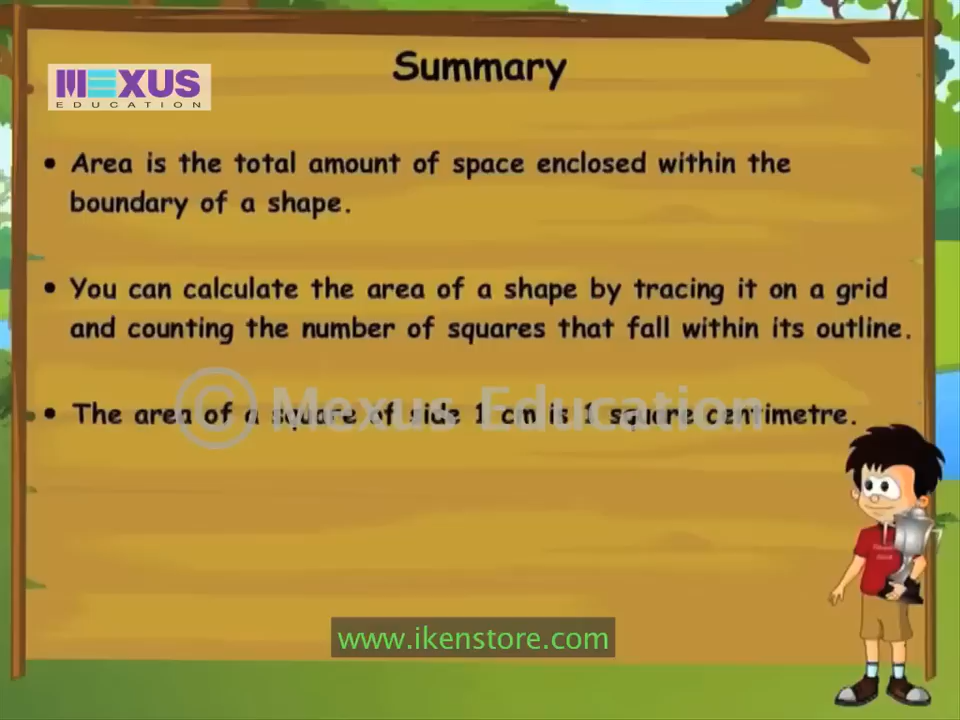 Summary
MEXUS
EDUCATION
• Area is the total amount of space enclosed within the
boundary of a shape.
• You can calculate the area of a shape by tracing it on a grid
and counting the number of squares that fall within its outline.
• The area of a square of side 1 cm is 1 square centimetre.
© Mexus Education
www.ikenstore.com